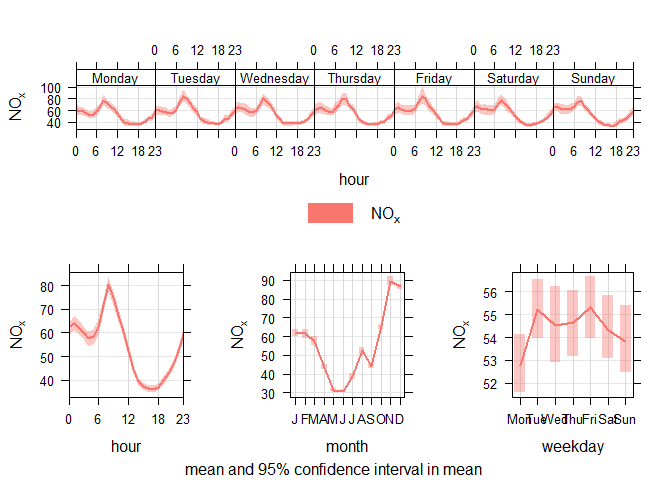 0 6 12 18 23 0 6 12 18 23 0 6 12 18 23
Monday Tuesday Wednesday Thursday Friday Saturday Sunday
100
80
60
40
NOx
0 6 12 18 23 0 6 12 18 23 0 6 12 18 23 0 6 12 18 23
hour
NOx
80
70
60
50
40
NOx
0 6 12 18 23
hour
90
80
70
60
50
40
30
NOx
J F M A M J J A S O N D
month
56
55
54
53
52
NOx
Mon Tue Wed Thu Fri Sat Sun
weekday
mean and 95% confidence interval in mean